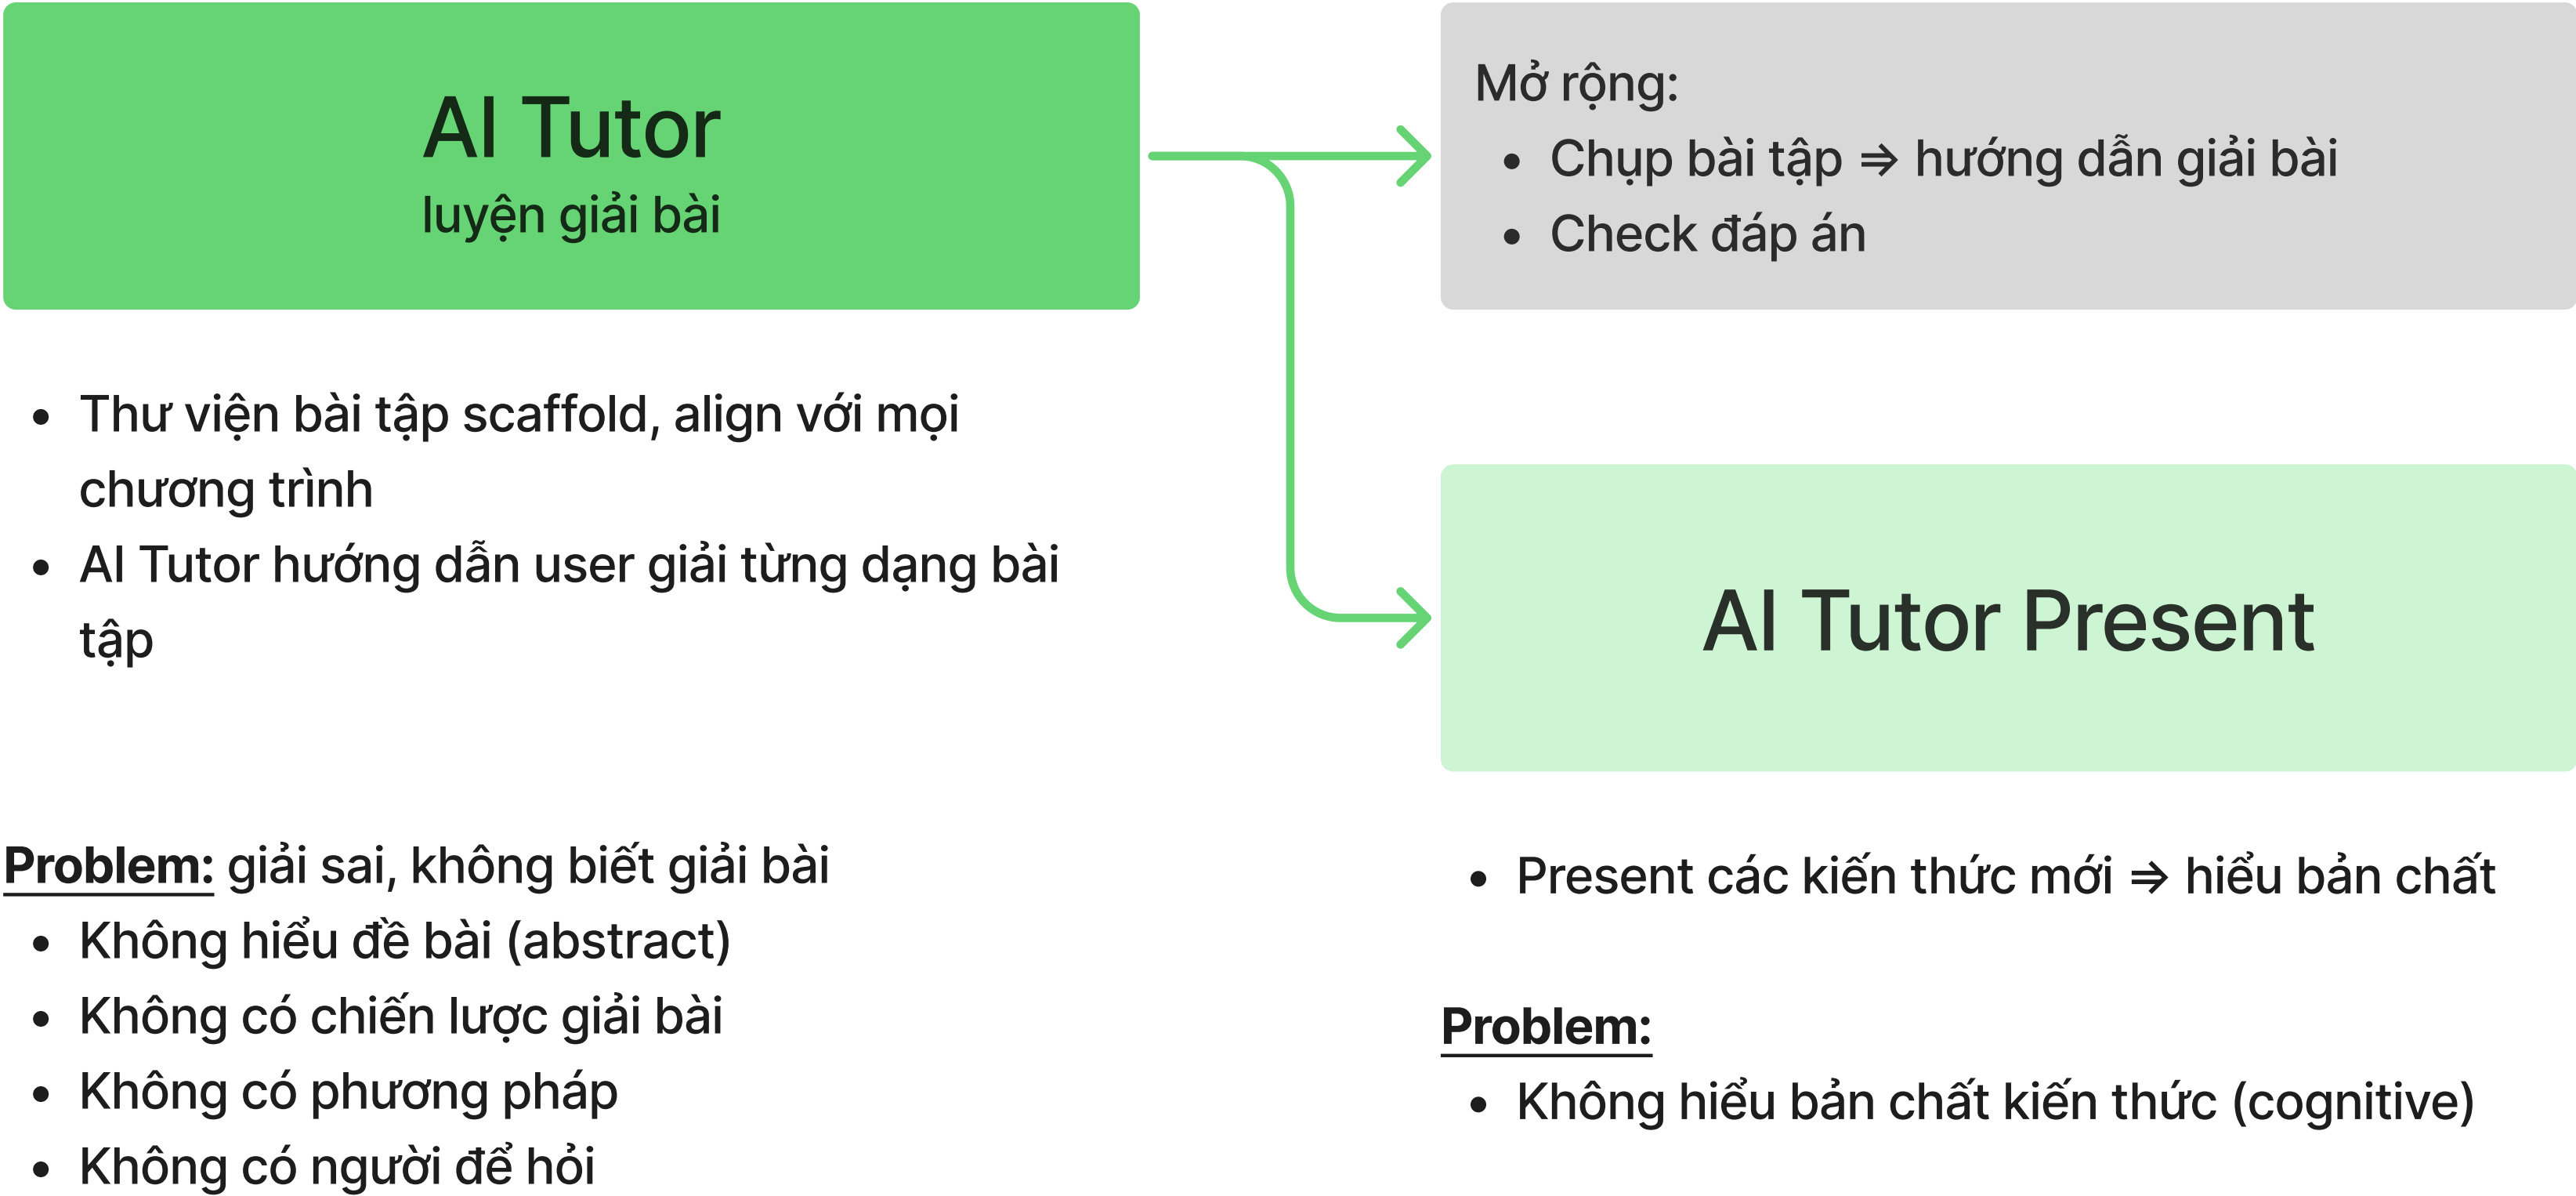 AI Tutor
luyện giải bài
• Thư viện bài tập scaffold, align với mọi
chương trình
• AI Tutor hướng dẫn user giải từng dạng bài
tập
Problem: giải sai, không biết giải bài
• Không hiểu đề bài (abstract)
• Không có chiến lược giải bài
• Không có phương pháp
• Không có người để hỏi
Mở rộng:
• Chụp bài tập ⇒ hướng dẫn giải bài
• Check đáp án
AI Tutor Present
• Present các kiến thức mới ⇒ hiểu bản chất
Problem:
• Không hiểu bản chất kiến thức (cognitive)